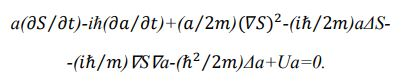 a(∂S/∂t)-iħ(∂a/∂t)+(a/2m)(∇S)²-(iħ/2m)aΔS-
-(iħ/m) ∇S ∇a-(ħ²/2m)Δa+Ua=0.